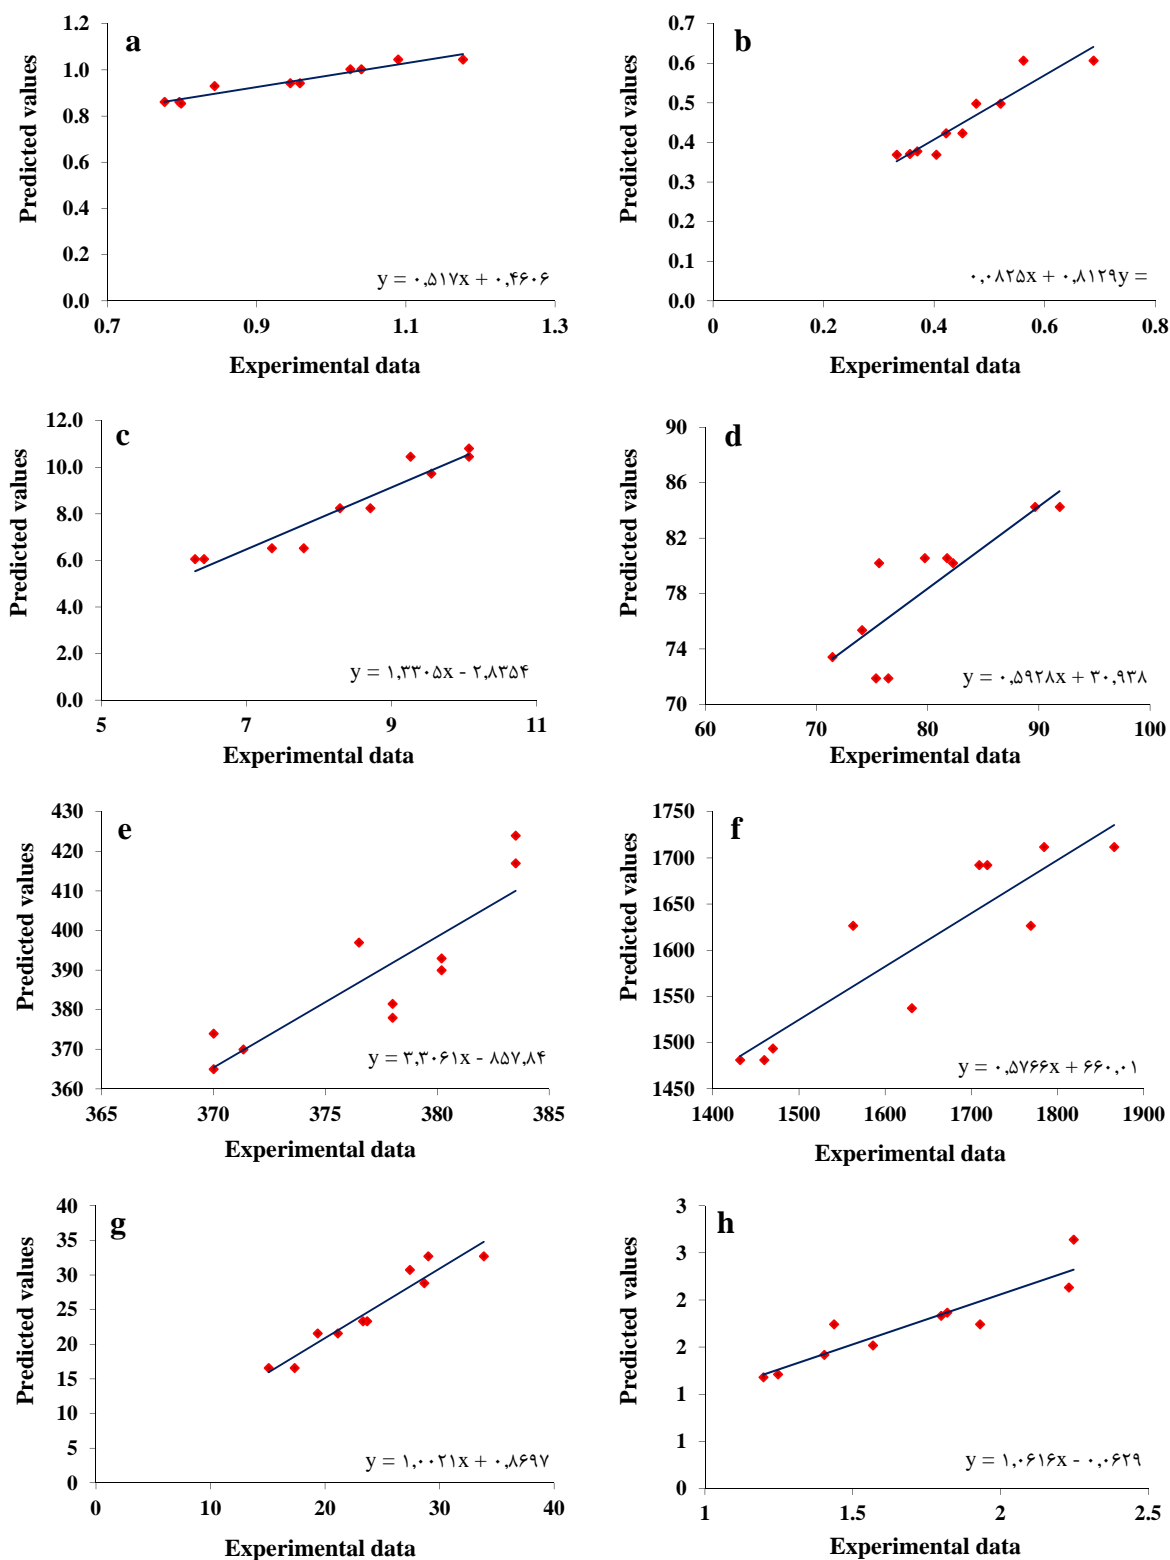 a
1.2
1.0
0.8
0.6
0.4
0.2
0.0
Predicted values
y = ۰,۵۱۷x + ۰,۴۶۰۶
0.7 0.9 1.1 1.3
Experimental data
b
0.7
0.6
0.5
0.4
0.3
0.2
0.1
0.0
Predicted values
۰,۰۸۲۵x + ۰,۸۱۲۹y =
0 0.2 0.4 0.6 0.8
Experimental data
c
12.0
10.0
8.0
6.0
4.0
2.0
0.0
Predicted values
y = ۱,۳۳۰۵x - ۲,۸۳۵۴
5 7 9 11
Experimental data
d
90
86
82
78
74
70
Predicted values
y = ۰,۵۹۲۸x + ۳۰,۹۳۸
60 70 80 90 100
Experimental data
e
430
420
410
400
390
380
370
360
Predicted values
y = ۳,۳۰۶۱x - ۸۵۷,۸۴
365 370 375 380 385
Experimental data
f
1750
1700
1650
1600
1550
1500
1450
Predicted values
y = ۰,۵۷۶۶x + ۶۶۰,۰۱
1400 1500 1600 1700 1800 1900
Experimental data
g
40
35
30
25
20
15
10
5
0
Predicted values
y = ۱,۰۰۲۱x + ۰,۸۶۹۷
0 10 20 30 40
Experimental data
h
3
3
2
2
1
1
0
Predicted values
y = ۱,۰۶۱۶x - ۰,۰۶۲۹
1 1.5 2 2.5
Experimental data